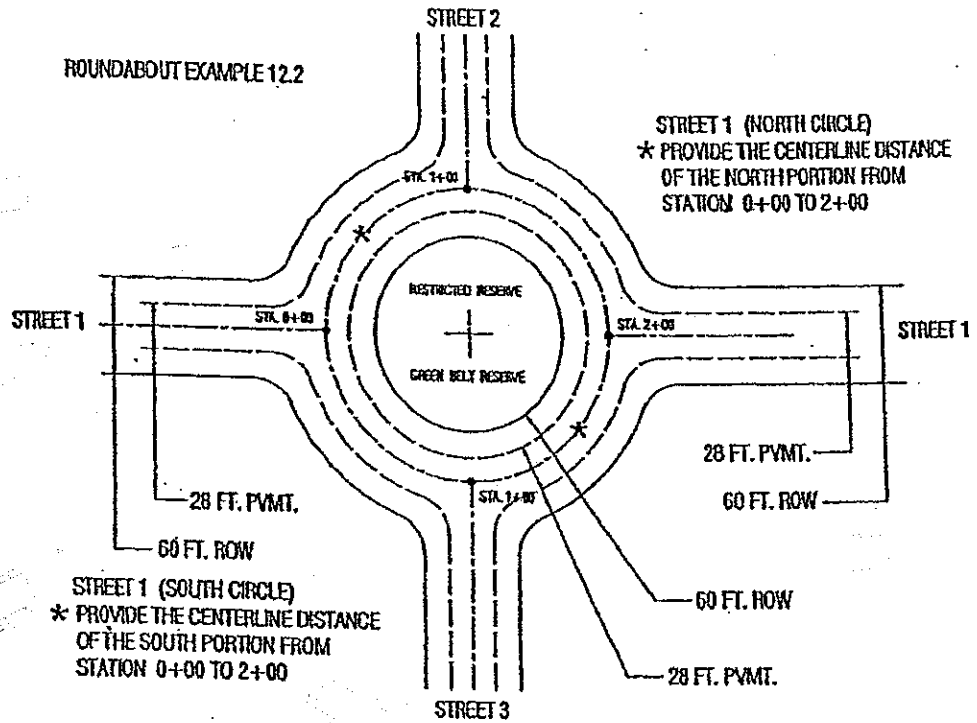 STREET 2
ROUNDABOUT EXAMPLE 12.2
STREET 1 (NORTH CIRCLE)
* PROVIDE THE CENTERLINE DISTANCE
OF THE NORTH PORTION FROM
STATION 0+00 TO 2+00
STA. 1+00
*
RESTRICTED RESERVE
STREET 1
STA. 0+00
STA. 2+00
STREET 1
GREEN BELT RESERVE
*
28 FT. PVMT.
28 FT. PVMT.
STA. 1+00
60 FT. ROW
60 FT. ROW
STREET 1 (SOUTH CIRCLE)
* PROVIDE THE CENTERLINE DISTANCE
OF THE SOUTH PORTION FROM
STATION 0+00 TO 2+00
60 FT. ROW
28 FT. PVMT.
STREET 3